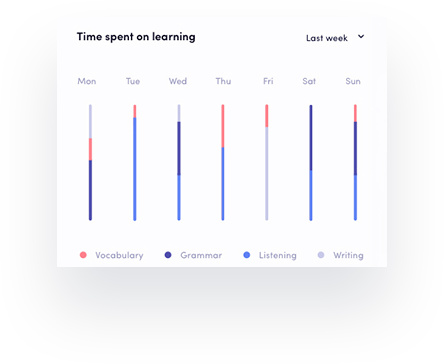 Time spent on learning
Last week
Mon Tue Wed Thu Fri Sat Sun
Vocabulary Grammar Listening Writing